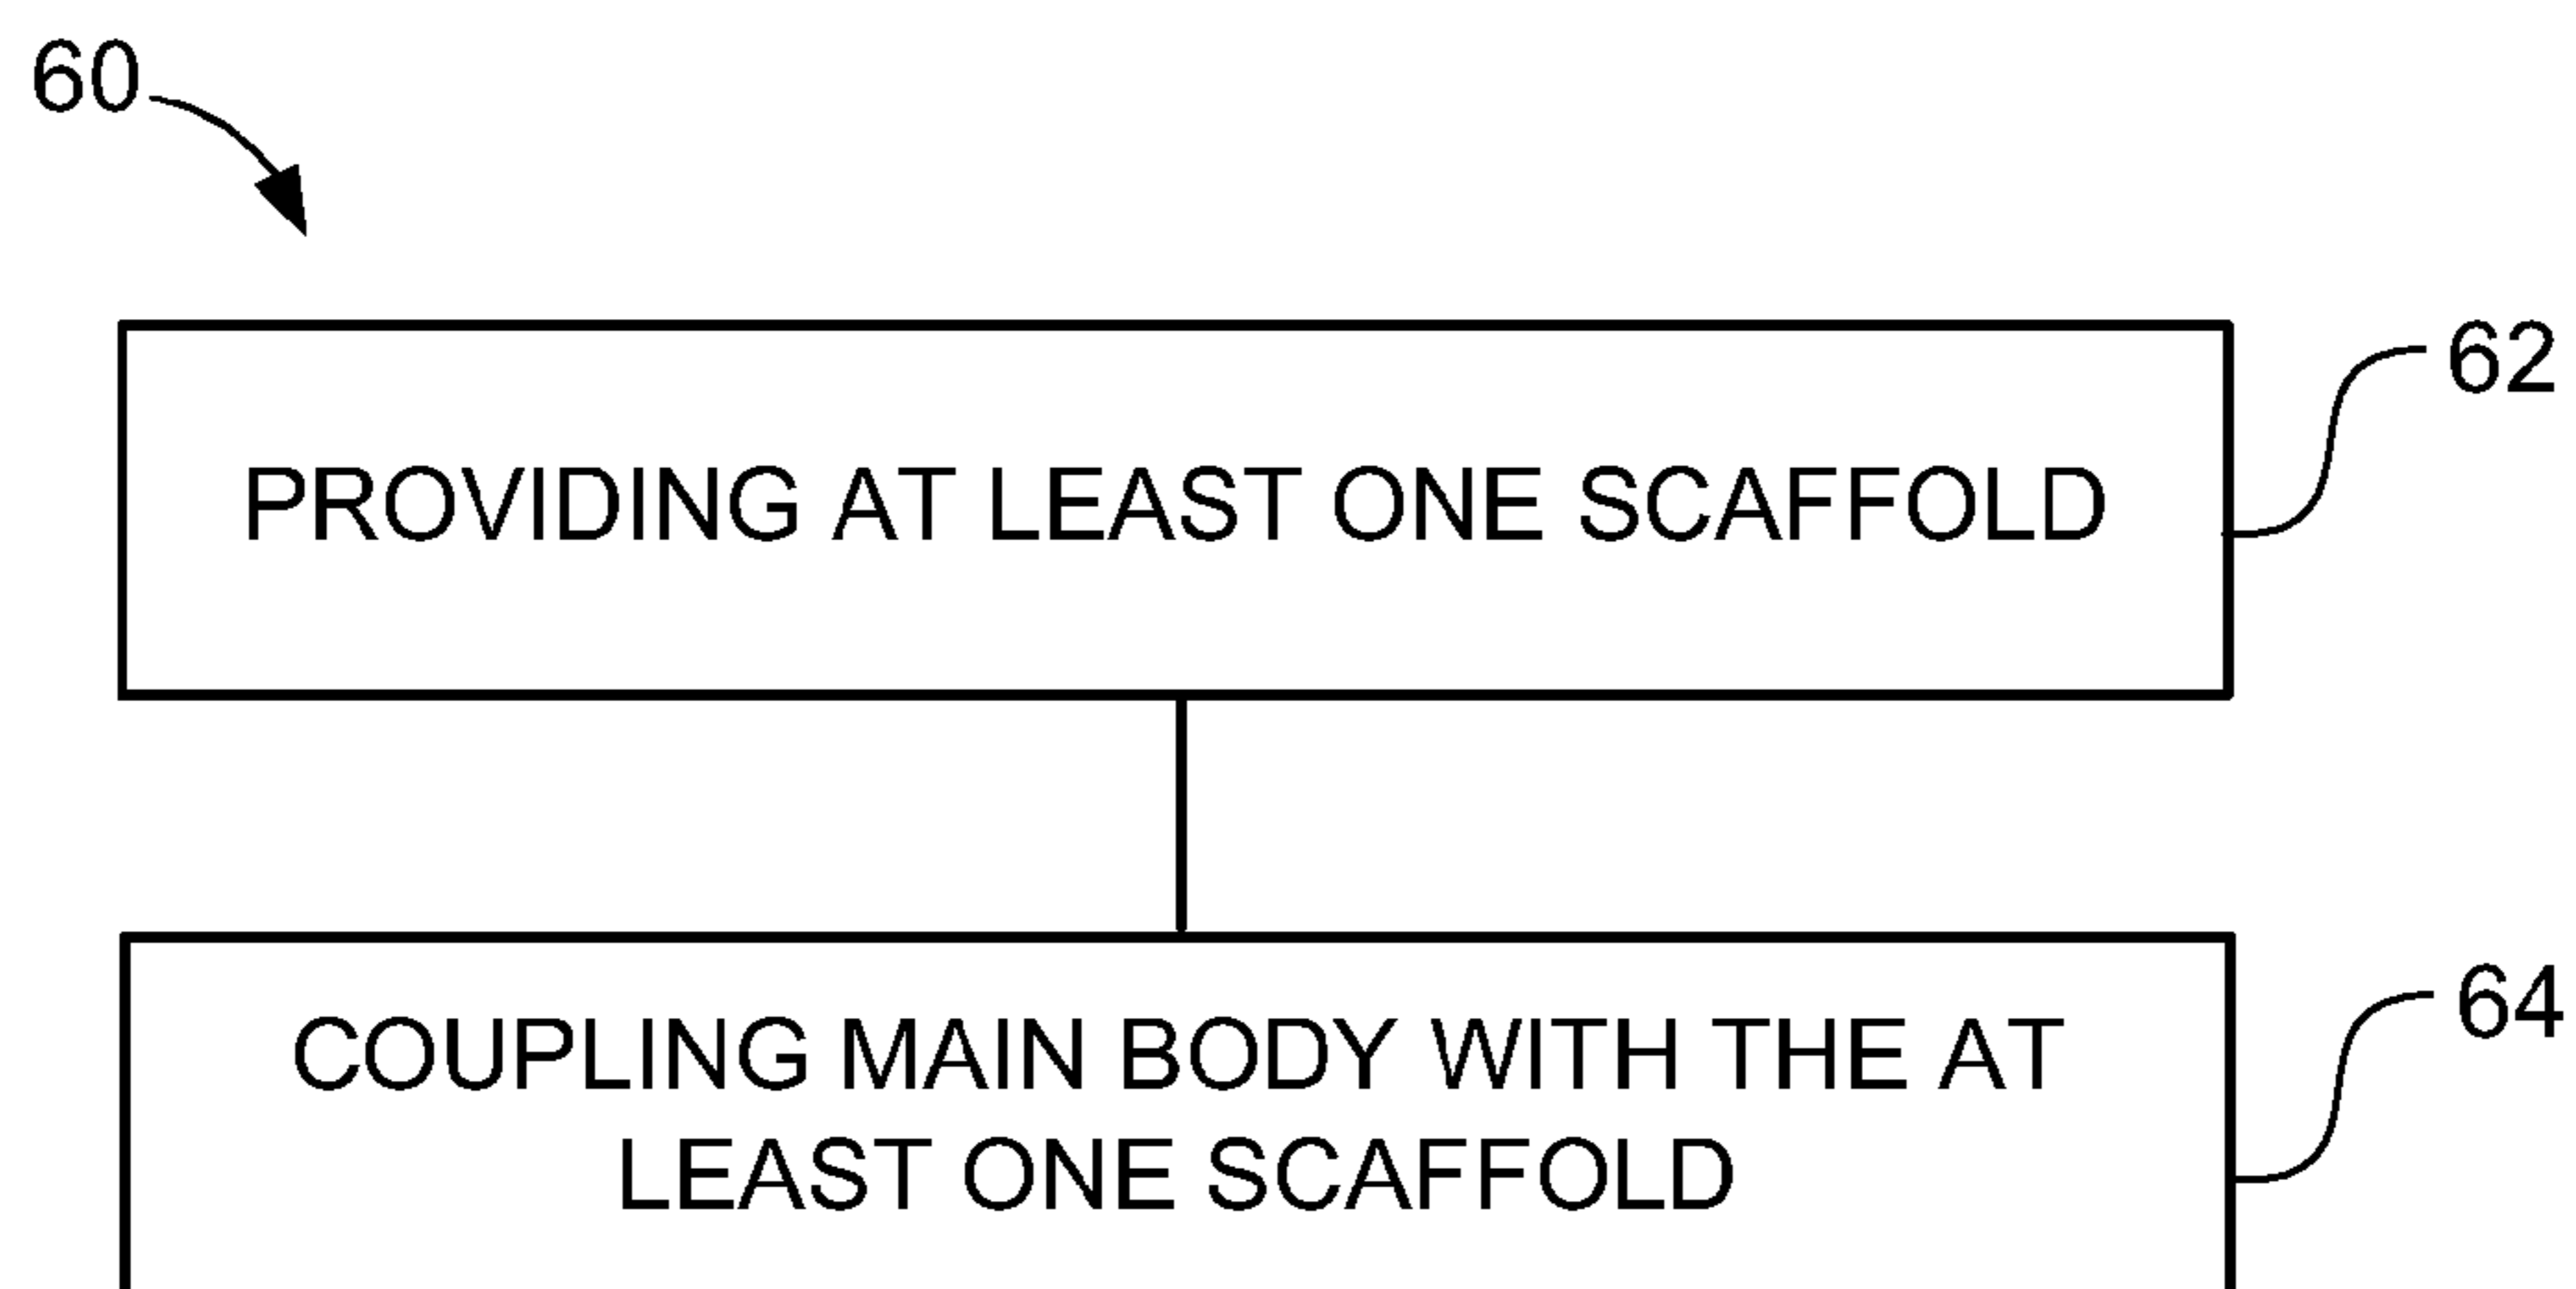 60
PROVIDING AT LEAST ONE SCAFFOLD
62
COUPLING MAIN BODY WITH THE AT
LEAST ONE SCAFFOLD
64